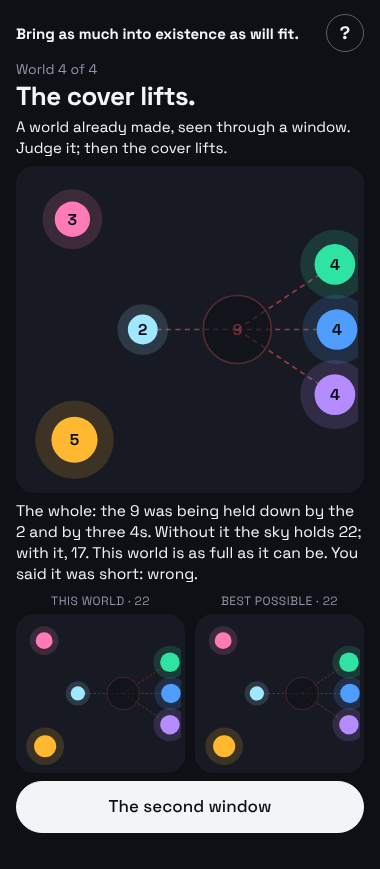 Bring as much into existence as will fit.
?
World 4 of 4
The cover lifts.
A world already made, seen through a window.
Judge it; then the cover lifts.
3
4
2
9
4
4
5
The whole: the 9 was being held down by the
2 and by three 4s. Without it the sky holds 22;
with it, 17. This world is as full as it can be. You
said it was short: wrong.
THIS WORLD · 22
BEST POSSIBLE · 22
The second window